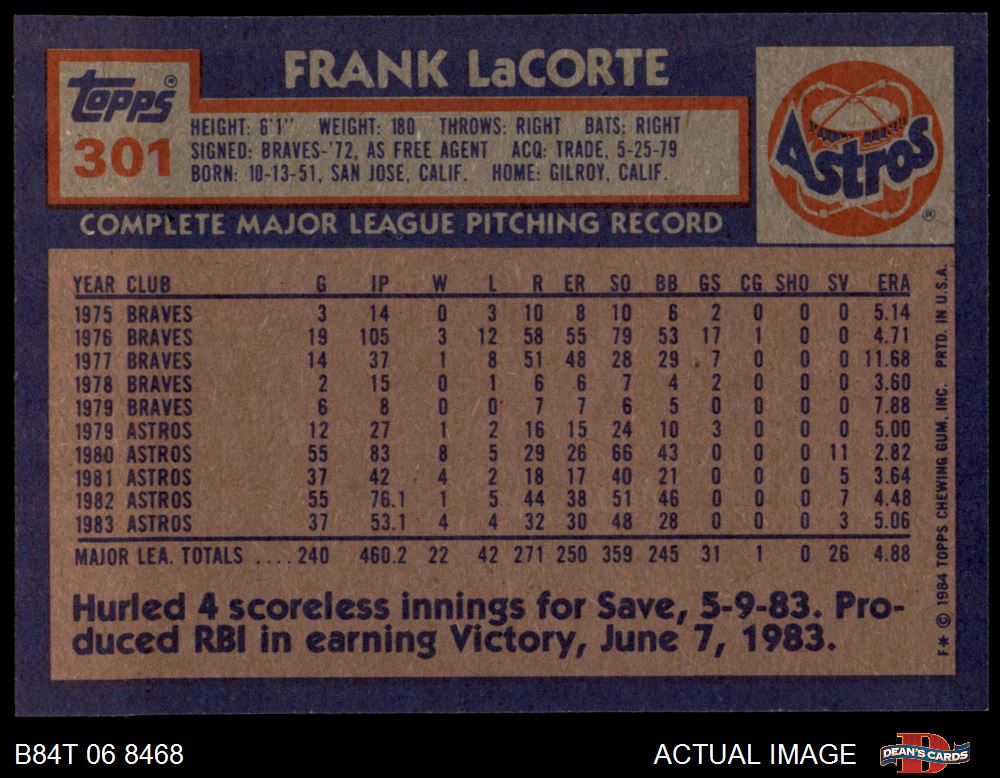 FRANK LaCORTE
Topps®
301
HEIGHT: 6'1" WEIGHT: 180 THROWS: RIGHT BATS: RIGHT
SIGNED: BRAVES-'72, AS FREE AGENT ACQ: TRADE, 5-25-79
BORN: 10-13-51, SAN JOSE, CALIF. HOME: GILROY, CALIF.
Astros®
COMPLETE MAJOR LEAGUE PITCHING RECORD
YEAR CLUB G IP W L R ER SO BB GS CG SHO SV ERA
1975 BRAVES 3 14 0 3 10 8 10 6 2 0 0 0 5.14
1976 BRAVES 19 105 3 12 58 55 79 53 17 1 0 0 4.71
1977 BRAVES 14 37 1 8 51 48 28 29 7 0 0 0 11.68
1978 BRAVES 2 15 0 1 6 6 7 4 2 0 0 0 3.60
1979 BRAVES 6 8 0 0 7 7 6 5 0 0 0 0 7.88
1979 ASTROS 12 27 1 2 16 15 24 10 3 0 0 0 5.00
1980 ASTROS 55 83 8 5 29 26 66 43 0 0 0 11 2.82
1981 ASTROS 37 42 4 2 18 17 40 21 0 0 0 5 3.64
1982 ASTROS 55 76.1 1 5 44 38 51 46 0 0 0 7 4.48
1983 ASTROS 37 53.1 4 4 32 30 48 28 0 0 0 3 5.06
MAJOR LEA. TOTALS ....240 460.2 22 42 271 250 359 245 31 1 0 26 4.88
Hurled 4 scoreless innings for Save, 5-9-83. Pro-
duced RBI in earning Victory, June 7, 1983.
F* © 1984 TOPPS CHEWING GUM, INC. PRTD. IN U.S.A.
B84T 06 8468
ACTUAL IMAGE
DEAN'S CARDS